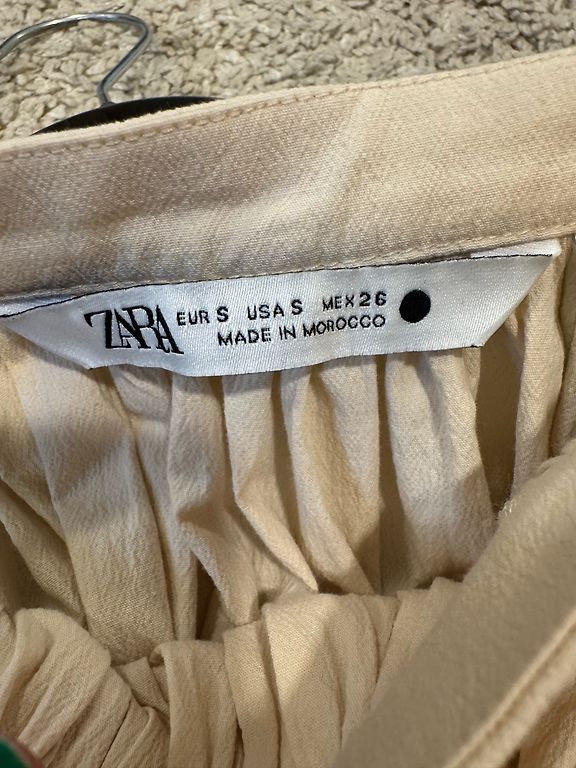 ZARA
EUR S USA S MEX 26
MADE IN MOROCCO